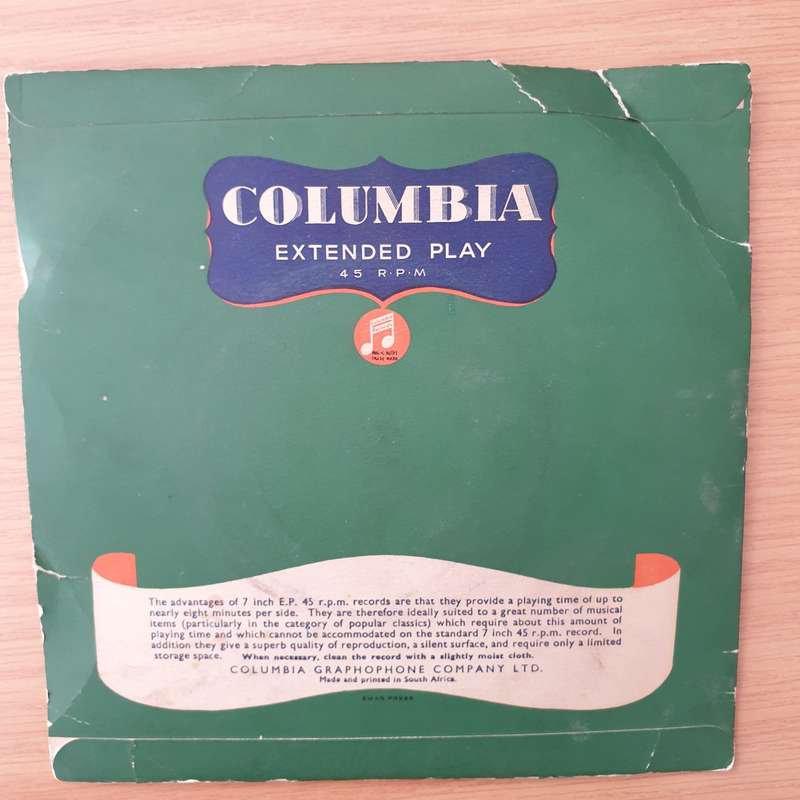 COLUMBIA
EXTENDED PLAY
45 R·P·M
The advantages of 7 inch E.P. 45 r.p.m. records are that they provide a playing time of up to
nearly eight minutes per side. They are therefore ideally suited to a great number of musical
items (particularly in the category of popular classics) which require about this amount of
playing time and which cannot be accommodated on the standard 7 inch 45 r.p.m. record. In
addition they give a superb quality of reproduction, a silent surface, and require only a limited
storage space. When necessary, clean the record with a slightly moist cloth.
COLUMBIA GRAPHOPHONE COMPANY LTD.
Made and printed in South Africa.